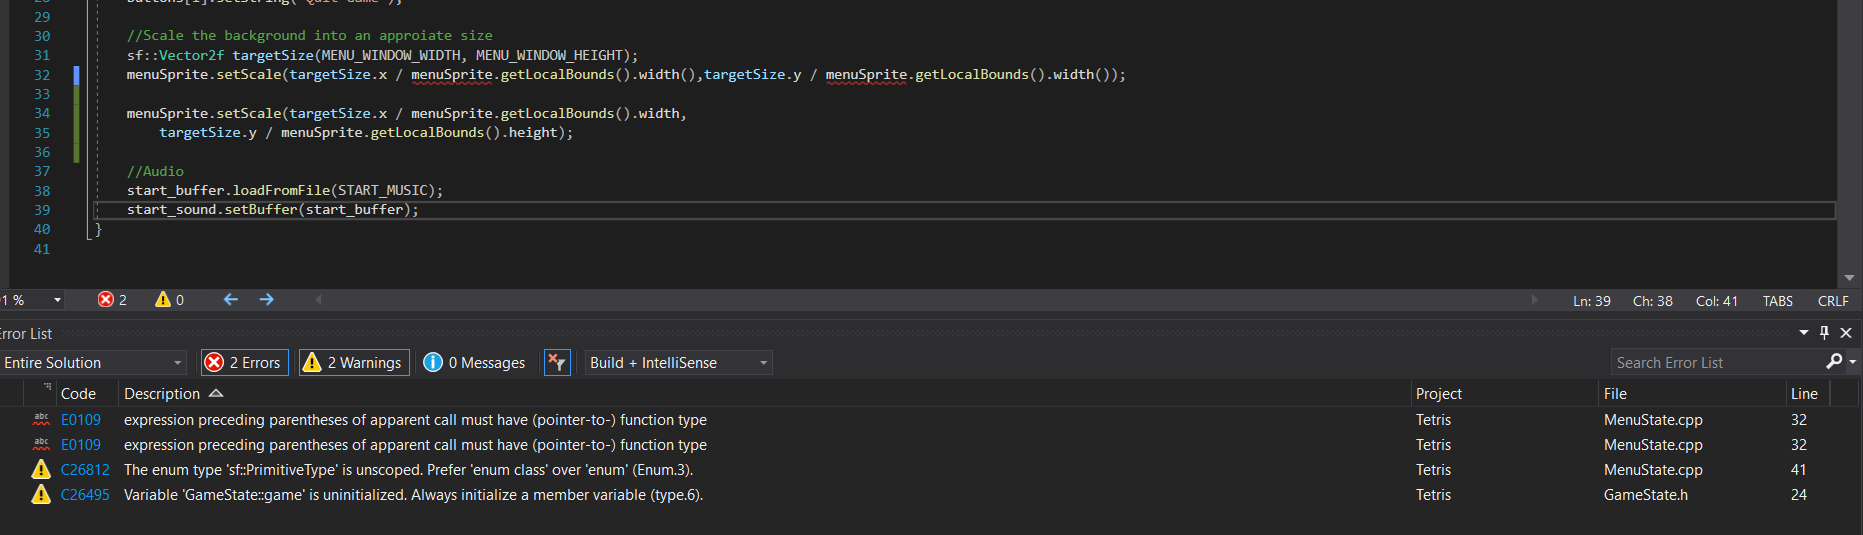 29
30 //Scale the background into an approiate size
31 sf::Vector2f targetSize(MENU_WINDOW_WIDTH, MENU_WINDOW_HEIGHT);
32 menuSprite.setScale(targetSize.x / menuSprite.getLocalBounds().width(),targetSize.y / menuSprite.getLocalBounds().width());
33
34 menuSprite.setScale(targetSize.x / menuSprite.getLocalBounds().width,
35 targetSize.y / menuSprite.getLocalBounds().height);
36
37 //Audio
38 start_buffer.loadFromFile(START_MUSIC);
39 start_sound.setBuffer(start_buffer);
40 }
41
1 % 2 0 Ln: 39 Ch: 38 Col: 41 TABS CRLF
Error List
Entire Solution 2 Errors 2 Warnings 0 Messages Build + IntelliSense Search Error List
Code Description Project File Line
abc E0109 expression preceding parentheses of apparent call must have (pointer-to-) function type Tetris MenuState.cpp 32
abc E0109 expression preceding parentheses of apparent call must have (pointer-to-) function type Tetris MenuState.cpp 32
C26812 The enum type 'sf::PrimitiveType' is unscoped. Prefer 'enum class' over 'enum' (Enum.3). Tetris MenuState.cpp 41
C26495 Variable 'GameState::game' is uninitialized. Always initialize a member variable (type.6). Tetris GameState.h 24